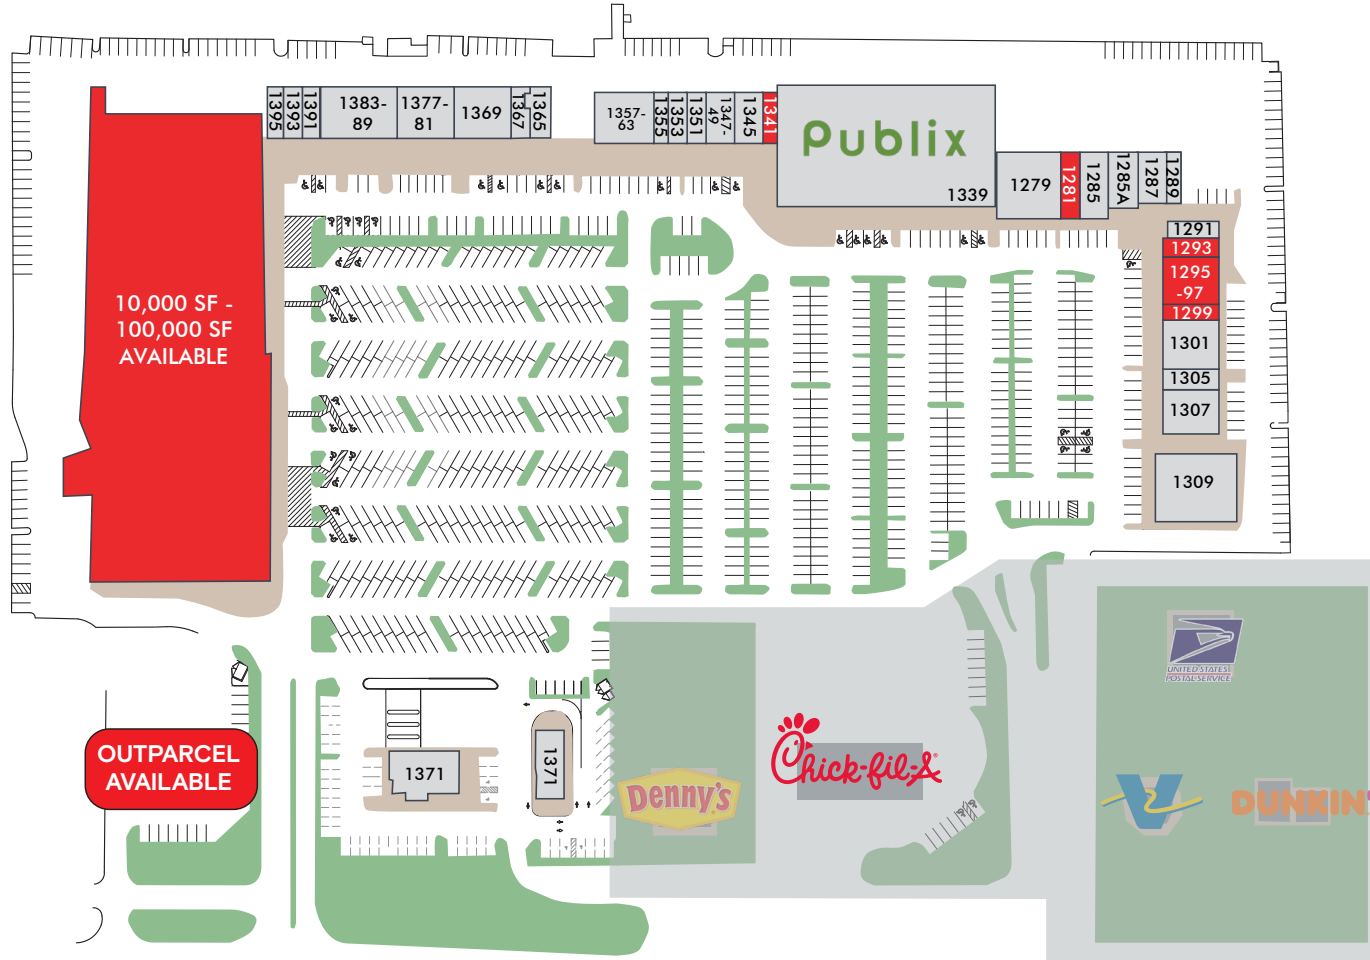 1395
1393
1391
1383-
89
1377-
81
1369
1367
1365
1357-
63
1355
1353
1351
1347-
49
1345
1341
Publix
1339
1279
1281
1285
1285A
1287
1289
1291
1293
1295
-97
1299
1301
1305
1307
1309
10,000 SF -
100,000 SF
AVAILABLE
OUTPARCEL
AVAILABLE
1371
1371
Denny's
Chick-fil-A
UNITED STATES
POSTAL SERVICE
V2
DUNKIN'